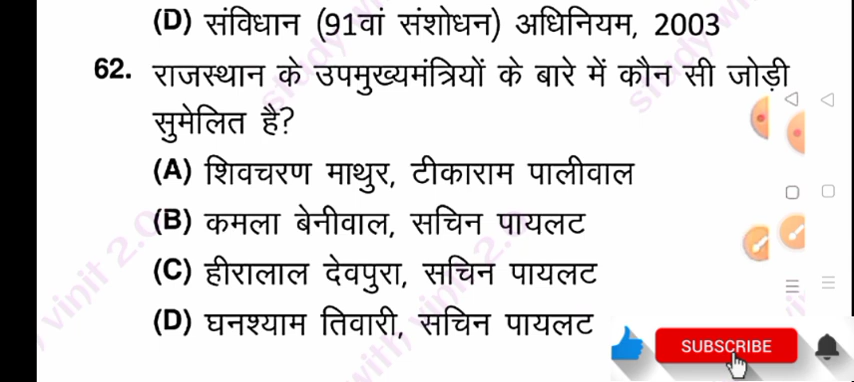 (D) संविधान (91वां संशोधन) अधिनियम, 2003
62. राजस्थान के उपमुख्यमंत्रियों के बारे में कौन सी जोड़ी
सुमेलित है?
(A) शिवचरण माथुर, टीकाराम पालीवाल
(B) कमला बेनीवाल, सचिन पायलट
(C) हीरालाल देवपुरा, सचिन पायलट
(D) घनश्याम तिवारी, सचिन पायलट
SUBSCRIBE